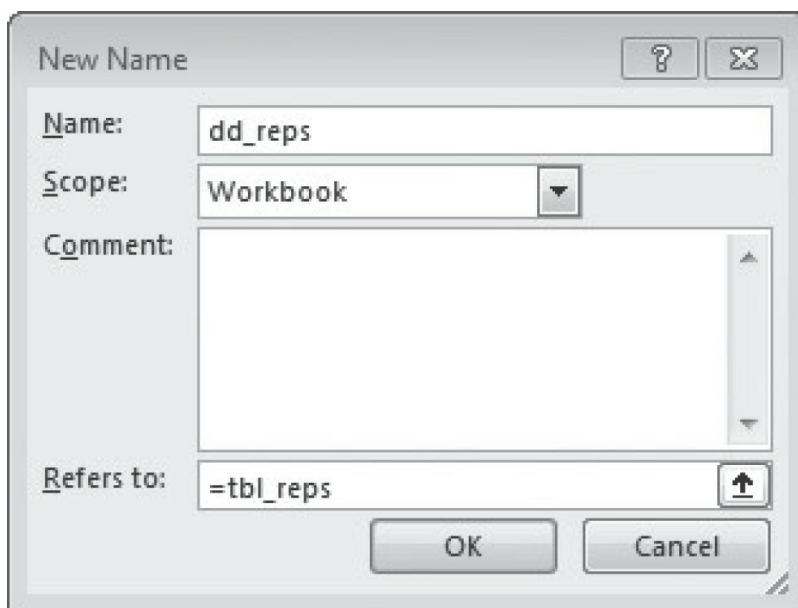 New Name
Name: dd_reps
Scope: Workbook
Comment:
Refers to: =tbl_reps
OK Cancel